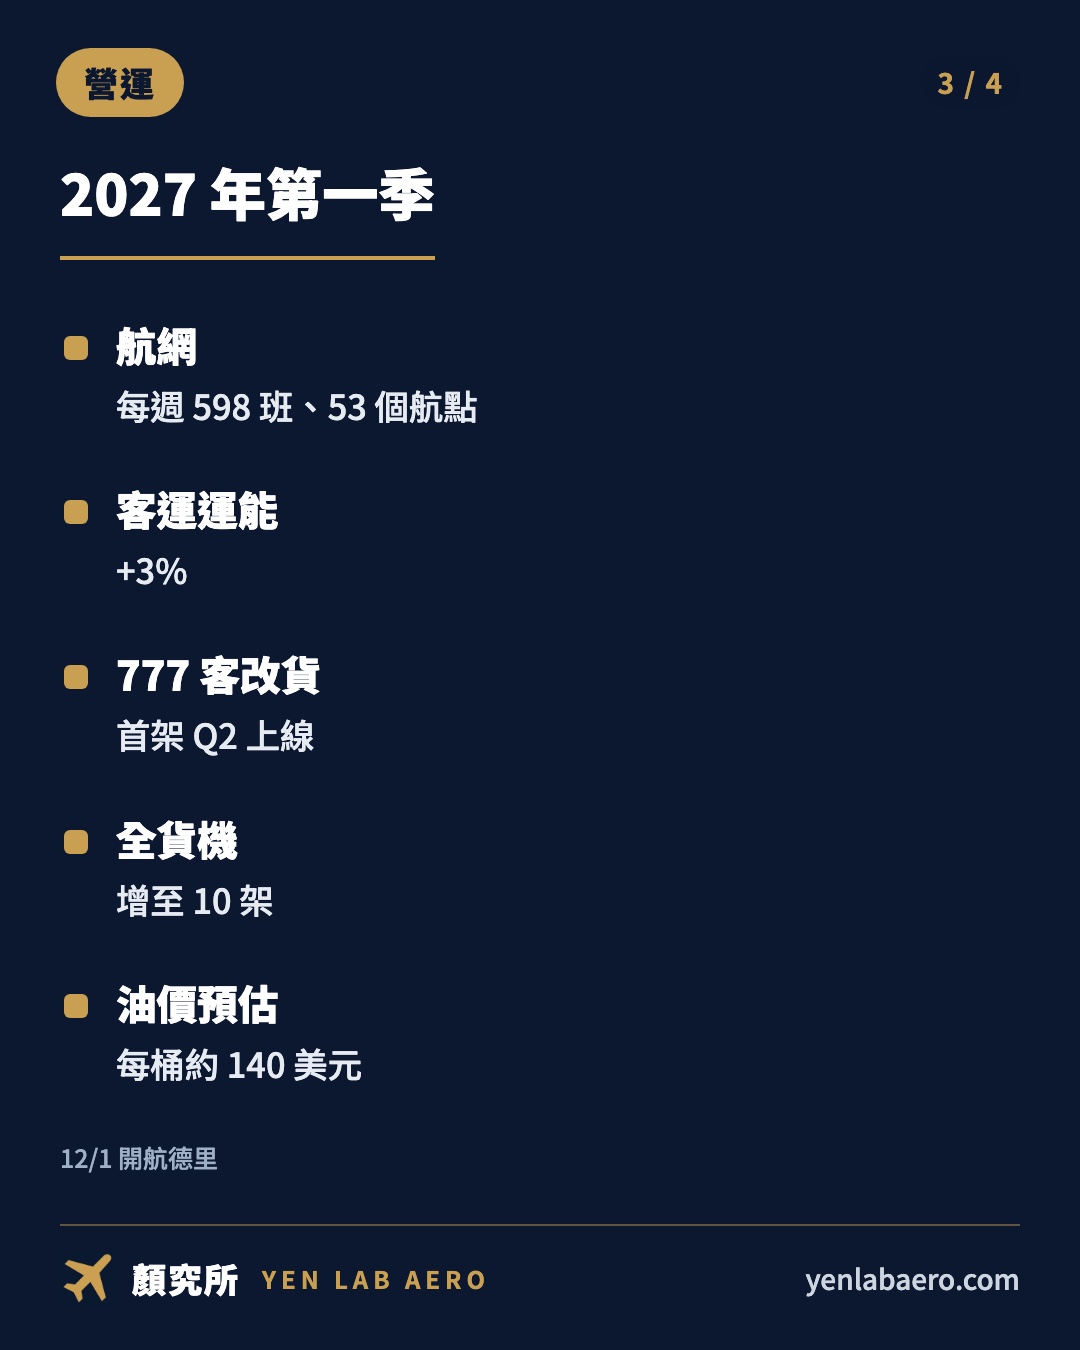 營運
3 / 4
2027 年第一季
航網
每週 598 班、53 個航點
客運運能
+3%
777 客改貨
首架 Q2 上線
全貨機
增至 10 架
油價預估
每桶約 140 美元
12/1 開航德里
顏究所 YEN LAB AERO
yenlabaero.com